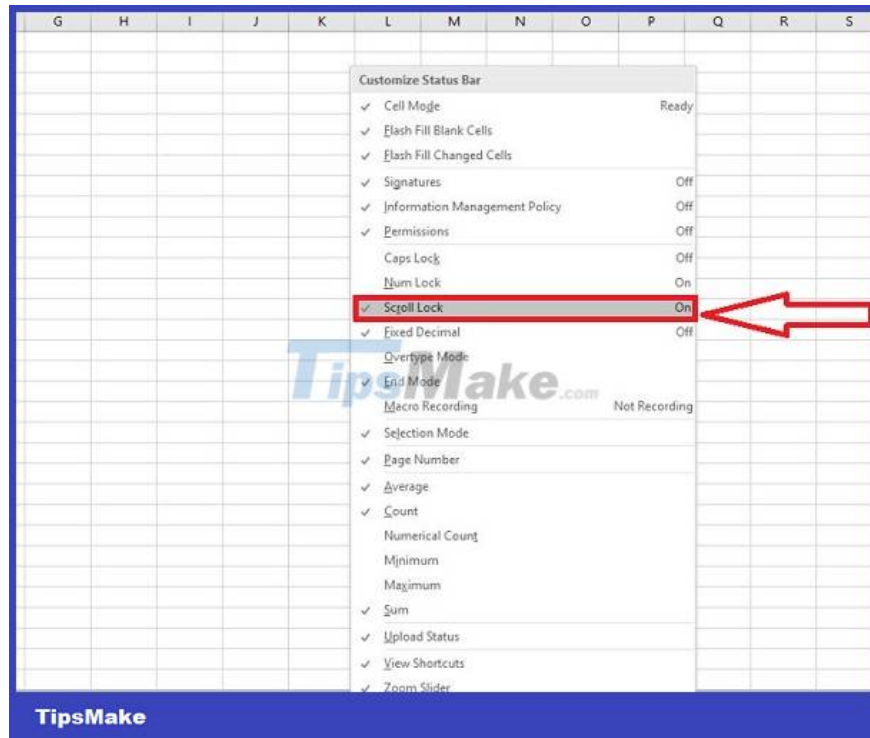 G H I J K L M N O P Q R S
Customize Status Bar
✓ Cell Mode Ready
✓ Flash Fill Blank Cells
✓ Flash Fill Changed Cells
✓ Signatures Off
✓ Information Management Policy Off
✓ Permissions Off
Caps Lock Off
Num Lock On
✓ Scroll Lock On
✓ Fixed Decimal Off
Overtype Mode
✓ End Mode
TipsMake.com
Macro Recording Not Recording
✓ Selection Mode
✓ Page Number
✓ Average
✓ Count
Numerical Count
Minimum
Maximum
✓ Sum
✓ Upload Status
✓ View Shortcuts
✓ Zoom Slider
TipsMake